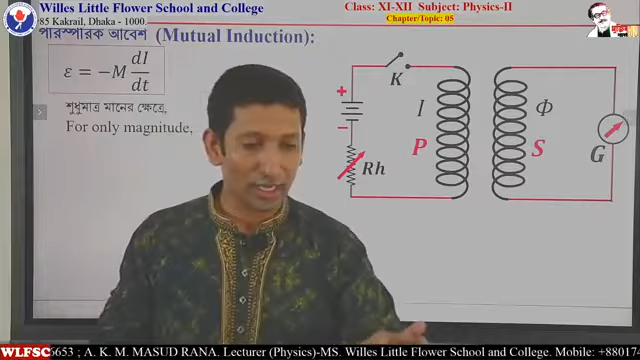 Willes Little Flower School and College
85 Kakrail, Dhaka - 1000.
Class: XI-XII Subject: Physics-II
Chapter/Topic: 05
পারস্পরিক আবেশ (Mutual Induction):
ε = −M dI/dt
শুধুমাত্র মানের ক্ষেত্রে,
For only magnitude,
+
−
K
Rh
I
P
Φ
S
G
WLFSC
6653 ; A. K. M. MASUD RANA. Lecturer (Physics)-MS. Willes Little Flower School and College. Mobile: +88017